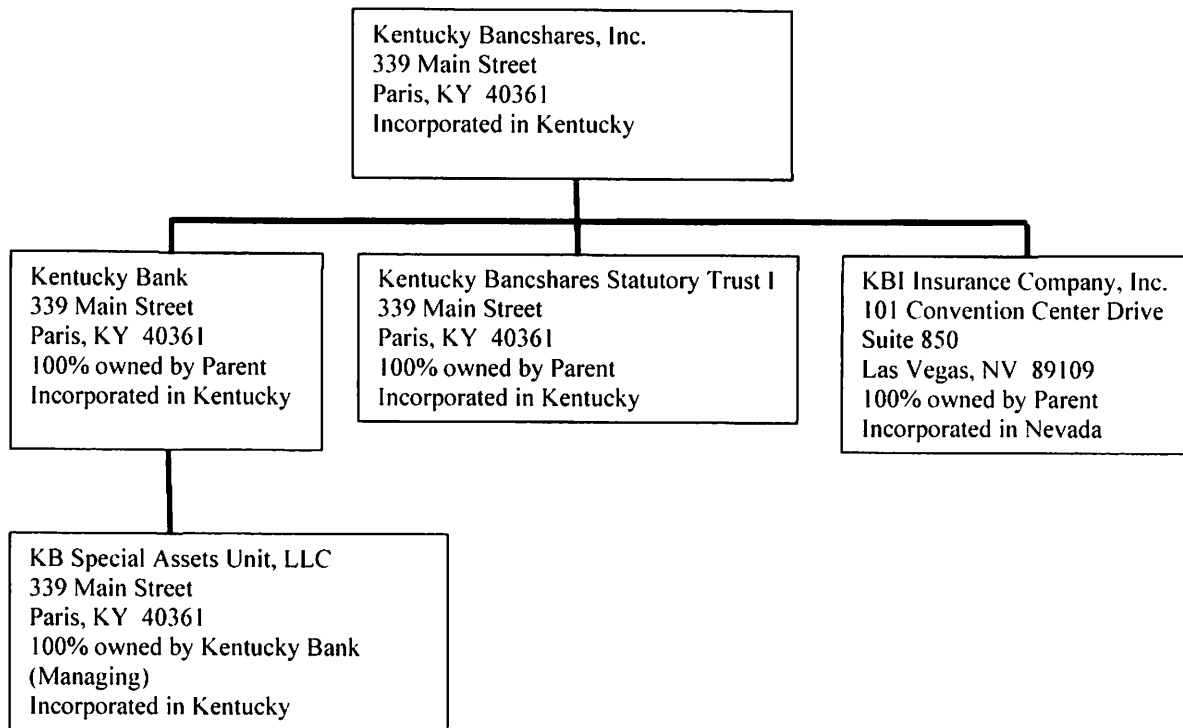 Kentucky Bancshares, Inc.
339 Main Street
Paris, KY 40361
Incorporated in Kentucky
Kentucky Bank
339 Main Street
Paris, KY 40361
100% owned by Parent
Incorporated in Kentucky
Kentucky Bancshares Statutory Trust I
339 Main Street
Paris, KY 40361
100% owned by Parent
Incorporated in Kentucky
KBI Insurance Company, Inc.
101 Convention Center Drive
Suite 850
Las Vegas, NV 89109
100% owned by Parent
Incorporated in Nevada
KB Special Assets Unit, LLC
339 Main Street
Paris, KY 40361
100% owned by Kentucky Bank
(Managing)
Incorporated in Kentucky